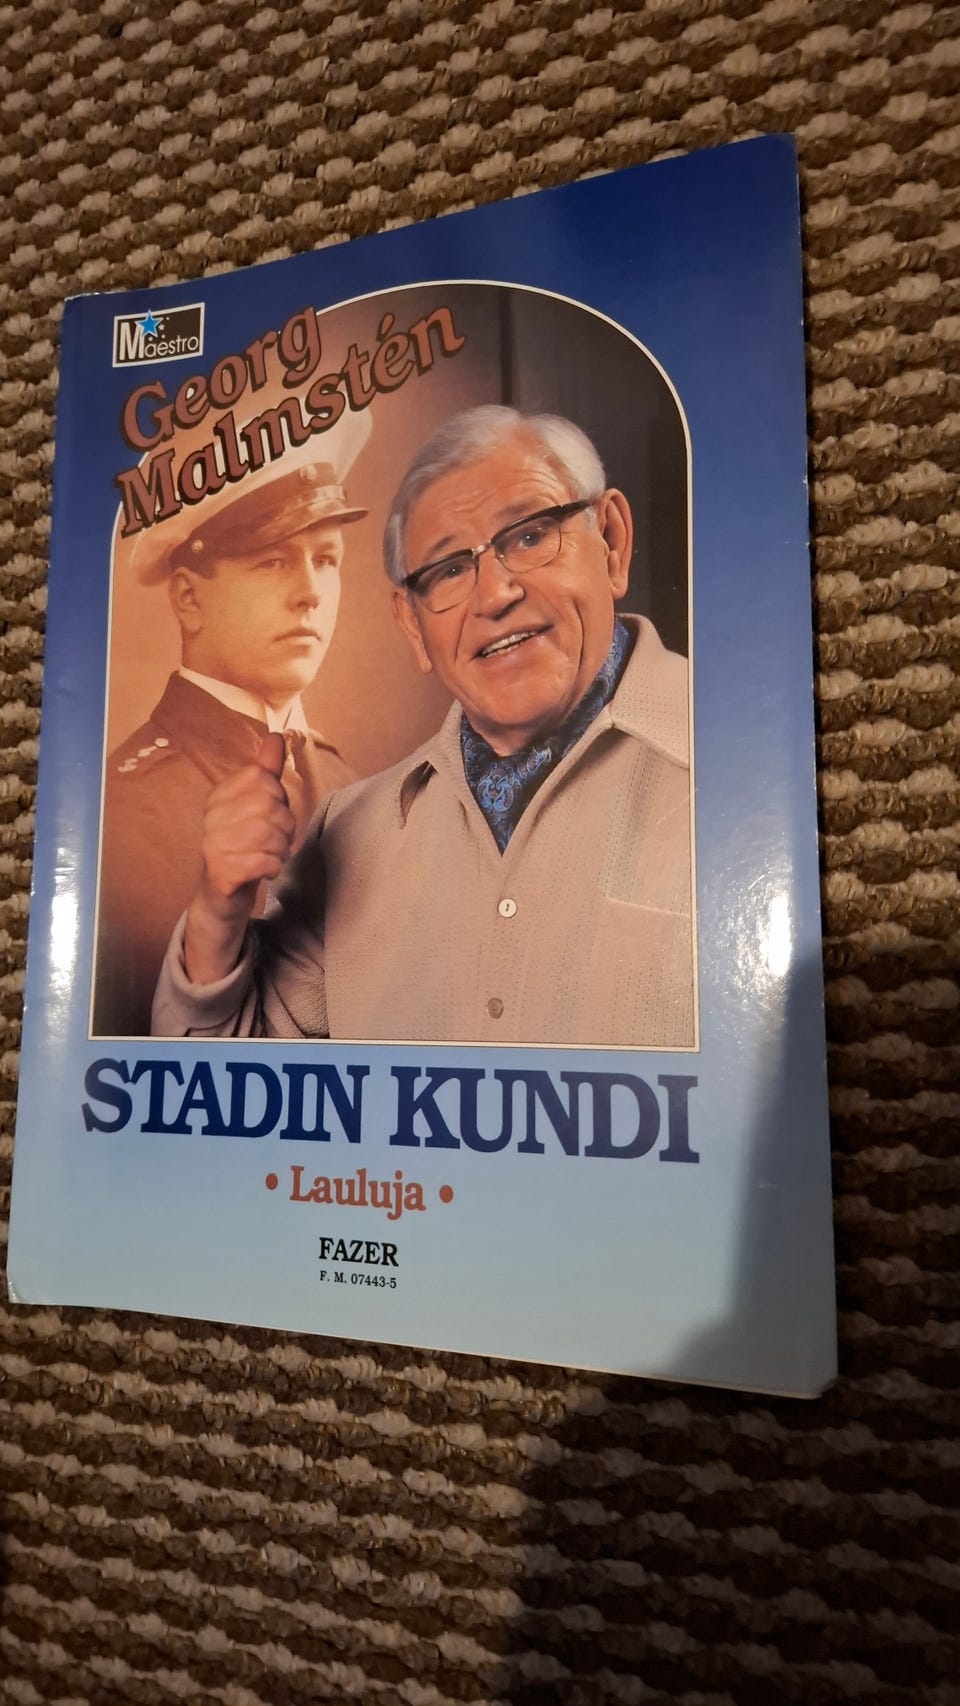 Maestro
Georg
Malmstén
STADIN KUNDI
• Lauluja •
FAZER
F. M. 07443-5